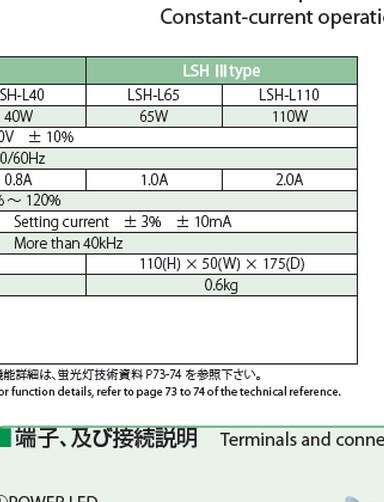 Constant-current operati
LSH Ⅲ type
SH-L40 LSH-L65 LSH-L110
40W 65W 110W
0V ± 10%
0/60Hz
0.8A 1.0A 2.0A
% ～ 120%
Setting current ± 3% ± 10mA
More than 40kHz
110(H) × 50(W) × 175(D)
0.6kg
機能詳細は、蛍光灯技術資料 P73-74 を参照下さい。
or function details, refer to page 73 to 74 of the technical reference.
端子、及び接続説明 Terminals and conne
①POWER LED